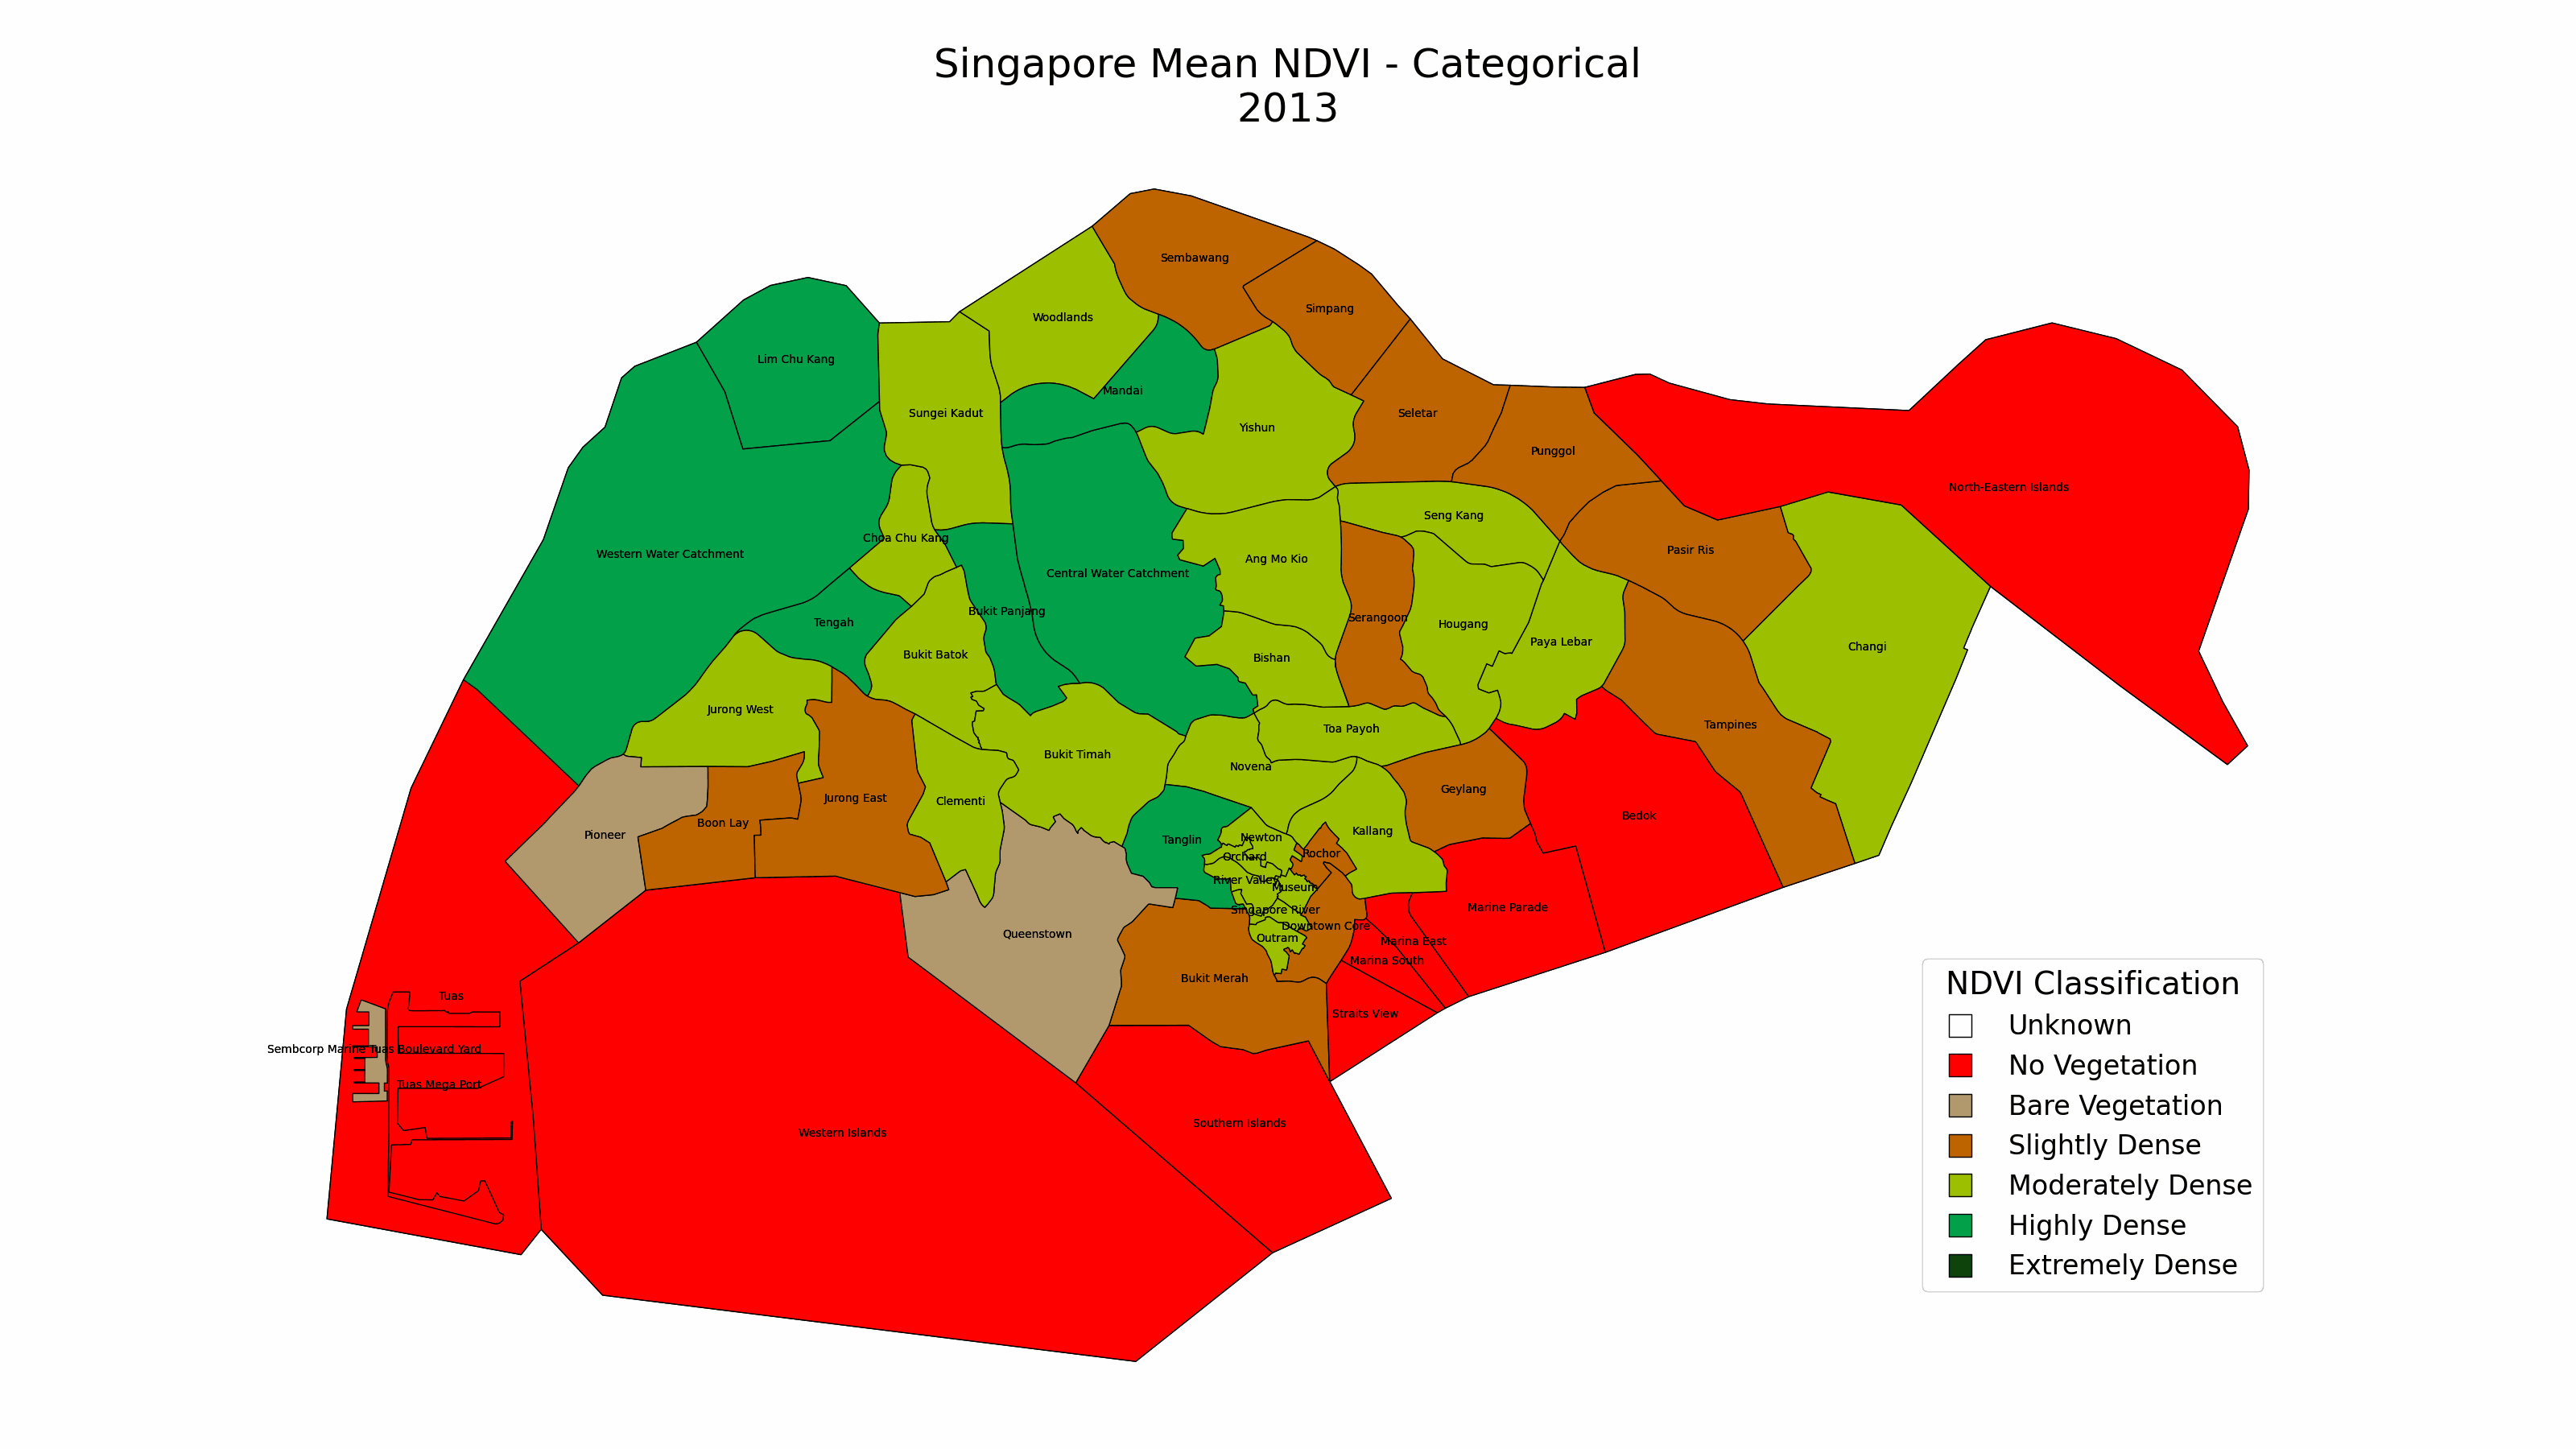 Singapore Mean NDVI - Categorical
2013
Sembawang
Simpang
Woodlands
Lim Chu Kang
Mandai
Sungei Kadut
Seletar
Yishun
Punggol
North-Eastern Islands
Seng Kang
Choa Chu Kang
Pasir Ris
Western Water Catchment
Ang Mo Kio
Central Water Catchment
Bukit Panjang
Serangoon
Tengah
Hougang
Paya Lebar
Changi
Bukit Batok
Bishan
Jurong West
Tampines
Toa Payoh
Bukit Timah
Novena
Geylang
Jurong East
Clementi
Bedok
Boon Lay
Kallang
Pioneer
Newton
Tanglin
Rochor
Orchard
River Valley
Museum
Marine Parade
Singapore River
Downtown Core
Queenstown
Outram
Marina East
Marina South
Bukit Merah
Tuas
Straits View
Sembcorp Marine Tuas Boulevard Yard
Tuas Mega Port
Southern Islands
Western Islands
NDVI Classification
Unknown
No Vegetation
Bare Vegetation
Slightly Dense
Moderately Dense
Highly Dense
Extremely Dense